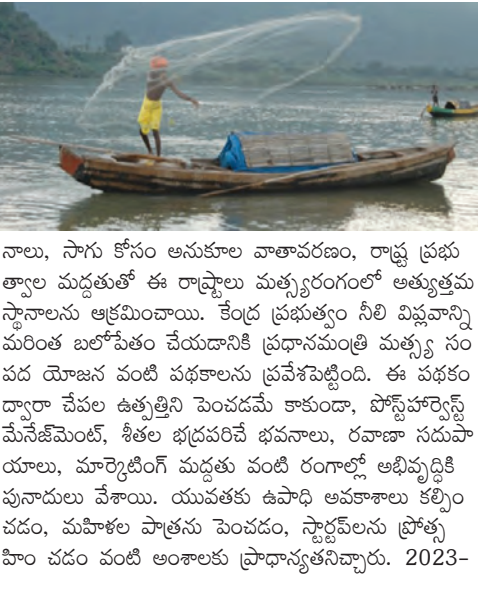 నాలు, సాగు కోసం అనుకూల వాతావరణం, రాష్ట్ర ప్రభు
త్వాల మద్దతుతో ఈ రాష్ట్రాలు మత్స్యరంగంలో అత్యుత్తమ
స్థానాలను ఆక్రమించాయి. కేంద్ర ప్రభుత్వం నీలి విప్లవాన్ని
మరింత బలోపేతం చేయడానికి ప్రధానమంత్రి మత్స్య సం
పద యోజన వంటి పథకాలను ప్రవేశపెట్టింది. ఈ పథకం
ద్వారా చేపల ఉత్పత్తిని పెంచడమే కాకుండా, పోస్ట్‌హార్వెస్ట్
మేనేజ్‌మెంట్, శీతల భద్రపరిచే భవనాలు, రవాణా సదుపా
యాలు, మార్కెటింగ్ మద్దతు వంటి రంగాల్లో అభివృద్ధికి
పునాదులు వేశాయి. యువతకు ఉపాధి అవకాశాలు కల్పిం
చడం, మహిళల పాత్రను పెంచడం, స్టార్టప్‌లను ప్రోత్స
హిం చడం వంటి అంశాలకు ప్రాధాన్యతనిచ్చారు. 2023-